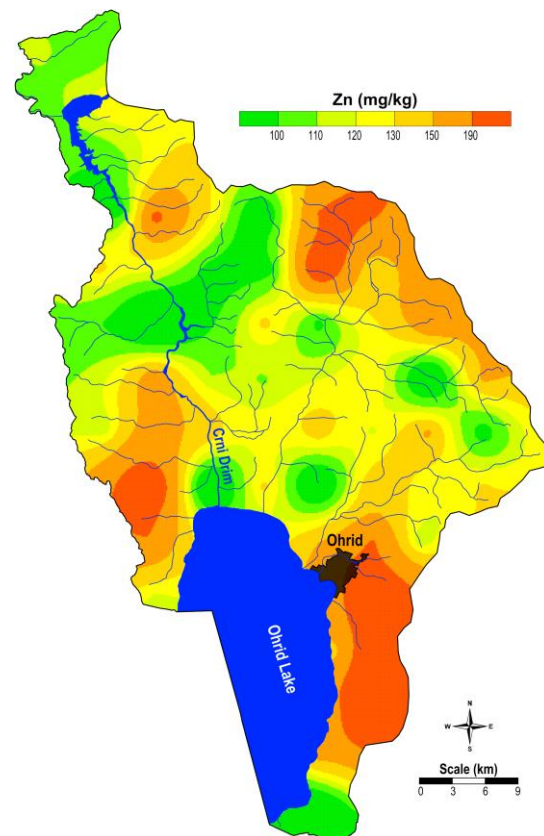 Zn (mg/kg)
100 110 120 130 150 190
Crni Drim
Ohrid
Ohrid Lake
N
W E
S
Scale (km)
0 3 6 9